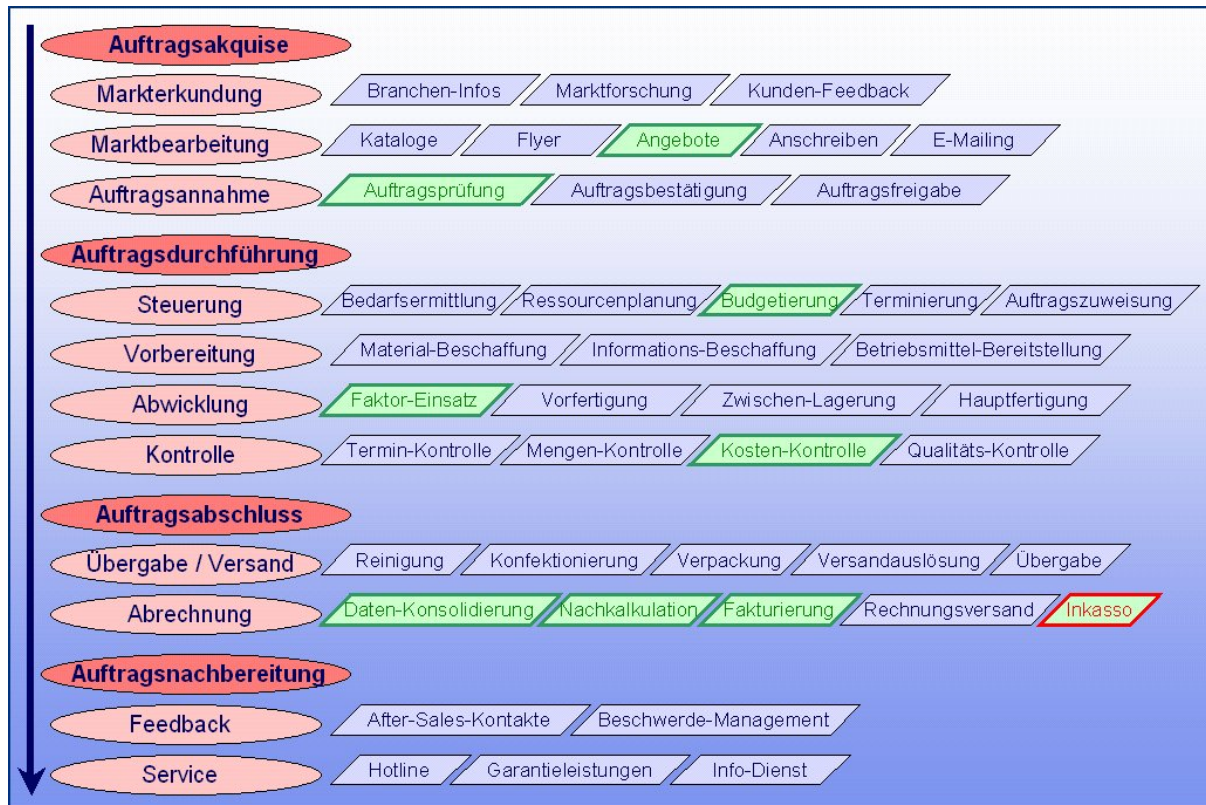 Auftragsakquise
Markterkundung Branchen-Infos Marktforschung Kunden-Feedback
Marktbearbeitung Kataloge Flyer Angebote Anschreiben E-Mailing
Auftragsannahme Auftragsprüfung Auftragsbestätigung Auftragsfreigabe
Auftragsdurchführung
Steuerung Bedarfsermittlung Ressourcenplanung Budgetierung Terminierung Auftragszuweisung
Vorbereitung Material-Beschaffung Informations-Beschaffung Betriebsmittel-Bereitstellung
Abwicklung Faktor-Einsatz Vorfertigung Zwischen-Lagerung Hauptfertigung
Kontrolle Termin-Kontrolle Mengen-Kontrolle Kosten-Kontrolle Qualitäts-Kontrolle
Auftragsabschluss
Übergabe / Versand Reinigung Konfektionierung Verpackung Versandauslösung Übergabe
Abrechnung Daten-Konsolidierung Nachkalkulation Fakturierung Rechnungsversand Inkasso
Auftragsnachbereitung
Feedback After-Sales-Kontakte Beschwerde-Management
Service Hotline Garantieleistungen Info-Dienst